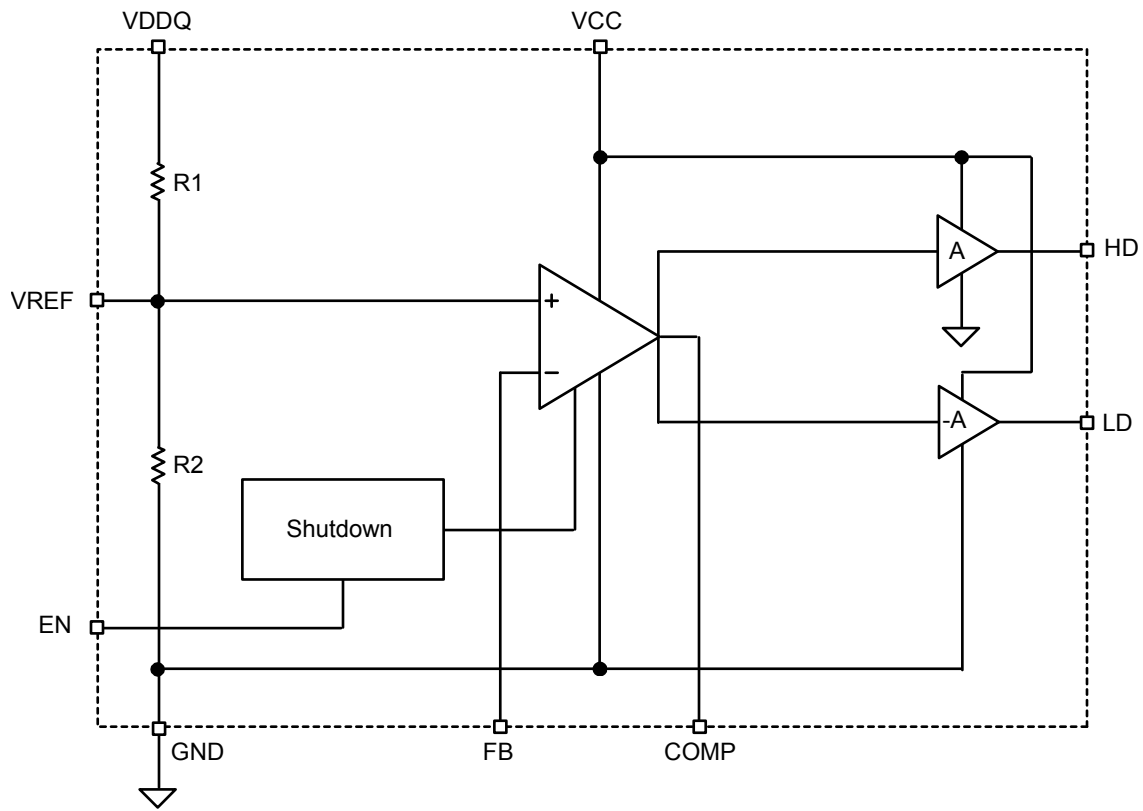 VDDQ
VCC
R1
A
HD
VREF
+
−
-A
LD
R2
Shutdown
EN
GND
FB
COMP